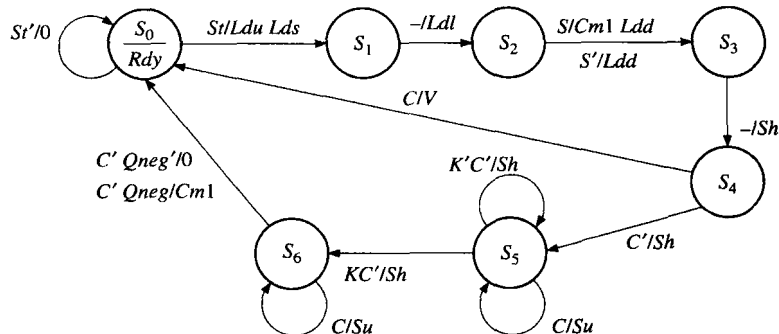 St′/0
S0
Rdy
St/Ldu Lds
S1
–/Ldl
S2
S/Cm1 Ldd
S′/Ldd
S3
C/V
–/Sh
C′ Qneg′/0
C′ Qneg/Cm1
K′C′/Sh
S4
C′/Sh
S6
KC′/Sh
S5
C/Su
C/Su